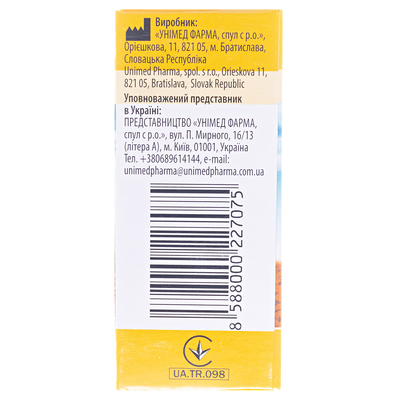 Виробник:
«УНІМЕД ФАРМА, спул с р.о.»,
Орієшкова, 11, 821 05, м. Братислава,
Словацька Республіка
Unimed Pharma, spol. s r.o., Orieskova 11,
821 05, Bratislava, Slovak Republic
Уповноважений представник
в Україні:
ПРЕДСТАВНИЦТВО «УНІМЕД ФАРМА,
спул с р.о.», вул. П. Мирного, 16/13
(літера А), м. Київ, 01001, Україна
Тел. +380689614144, e-mail:
unimedpharma@unimedpharma.com.ua
8 588000 227075
UA.TR.098